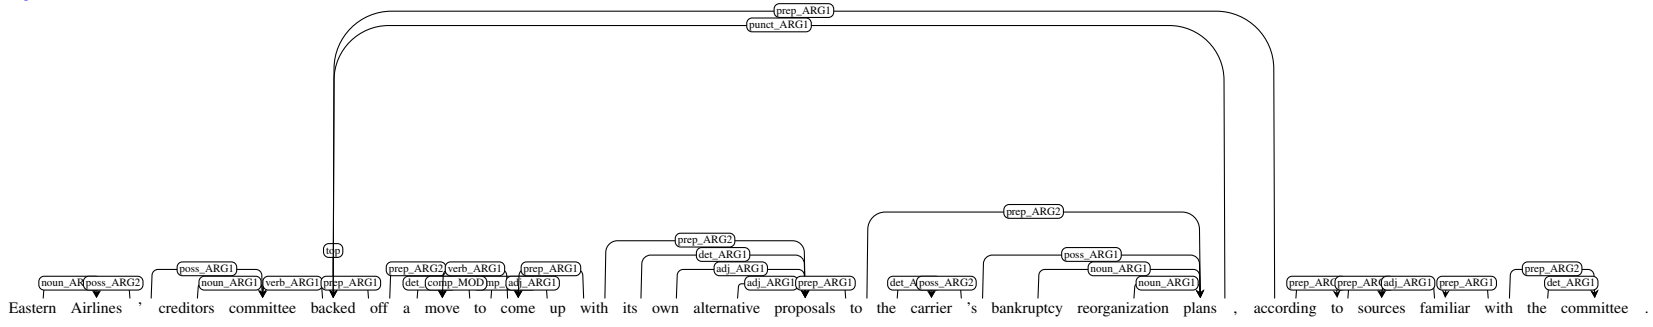 prep_ARG1
punct_ARG1
prep_ARG2
top
prep_ARG2
det_ARG1
poss_ARG1
poss_ARG1 prep_ARG2 verb_ARG1 prep_ARG1 adj_ARG1 noun_ARG1 prep_ARG2
poss_ARG2 noun_ARG1 verb_ARG1 prep_ARG1 comp_MOD adj_ARG1 adj_ARG1 prep_ARG1 poss_ARG2 noun_ARG1 adj_ARG1 prep_ARG1 det_ARG1
Eastern Airlines ' creditors committee backed off a move to come up with its own alternative proposals to the carrier 's bankruptcy reorganization plans , according to sources familiar with the committee .